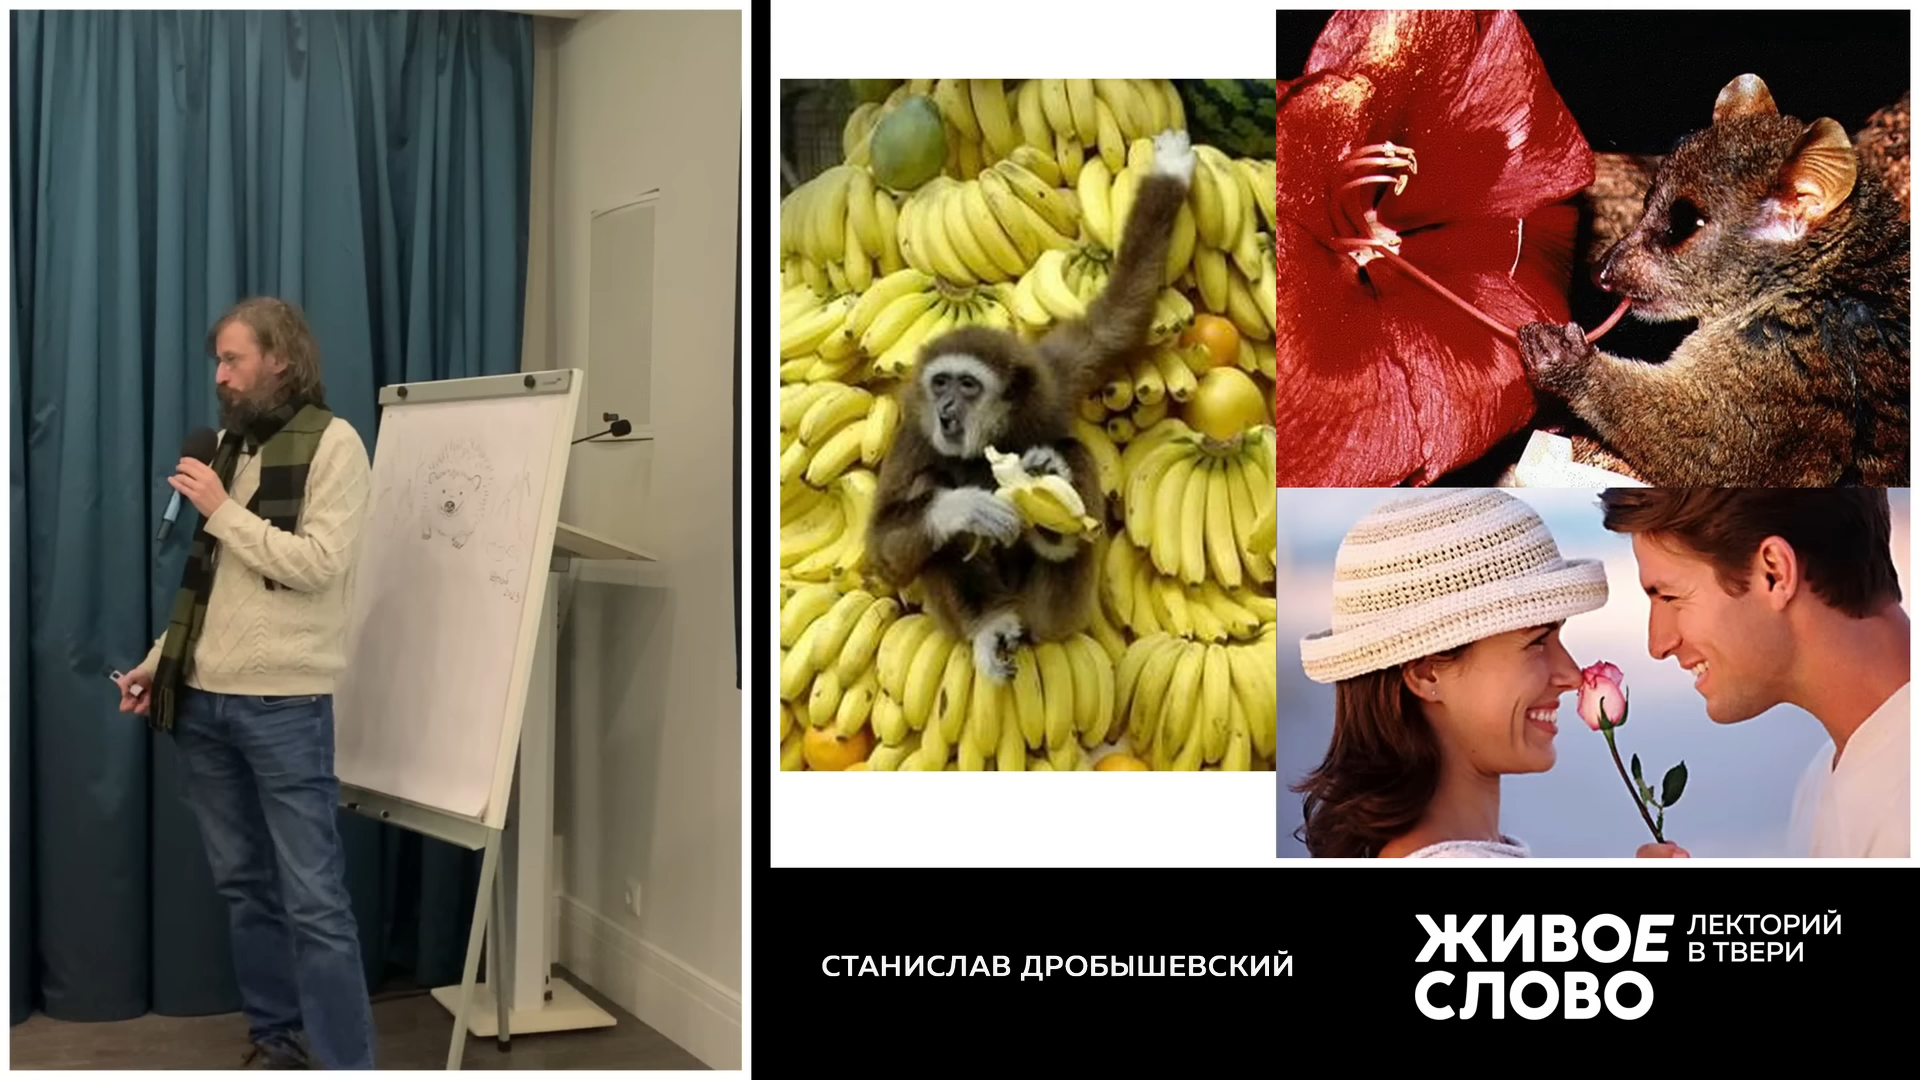 СТАНИСЛАВ ДРОБЫШЕВСКИЙ
ЖИВОЕ
СЛОВО
ЛЕКТОРИЙ
В ТВЕРИ